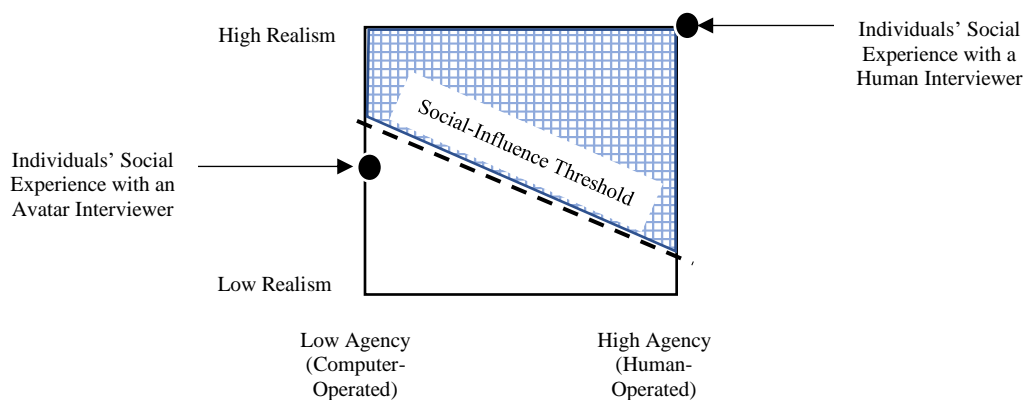 High Realism
Individuals’ Social
Experience with a
Human Interviewer
Social-Influence Threshold
Individuals’ Social
Experience with an
Avatar Interviewer
Low Realism
Low Agency
(Computer-
Operated)
High Agency
(Human-
Operated)